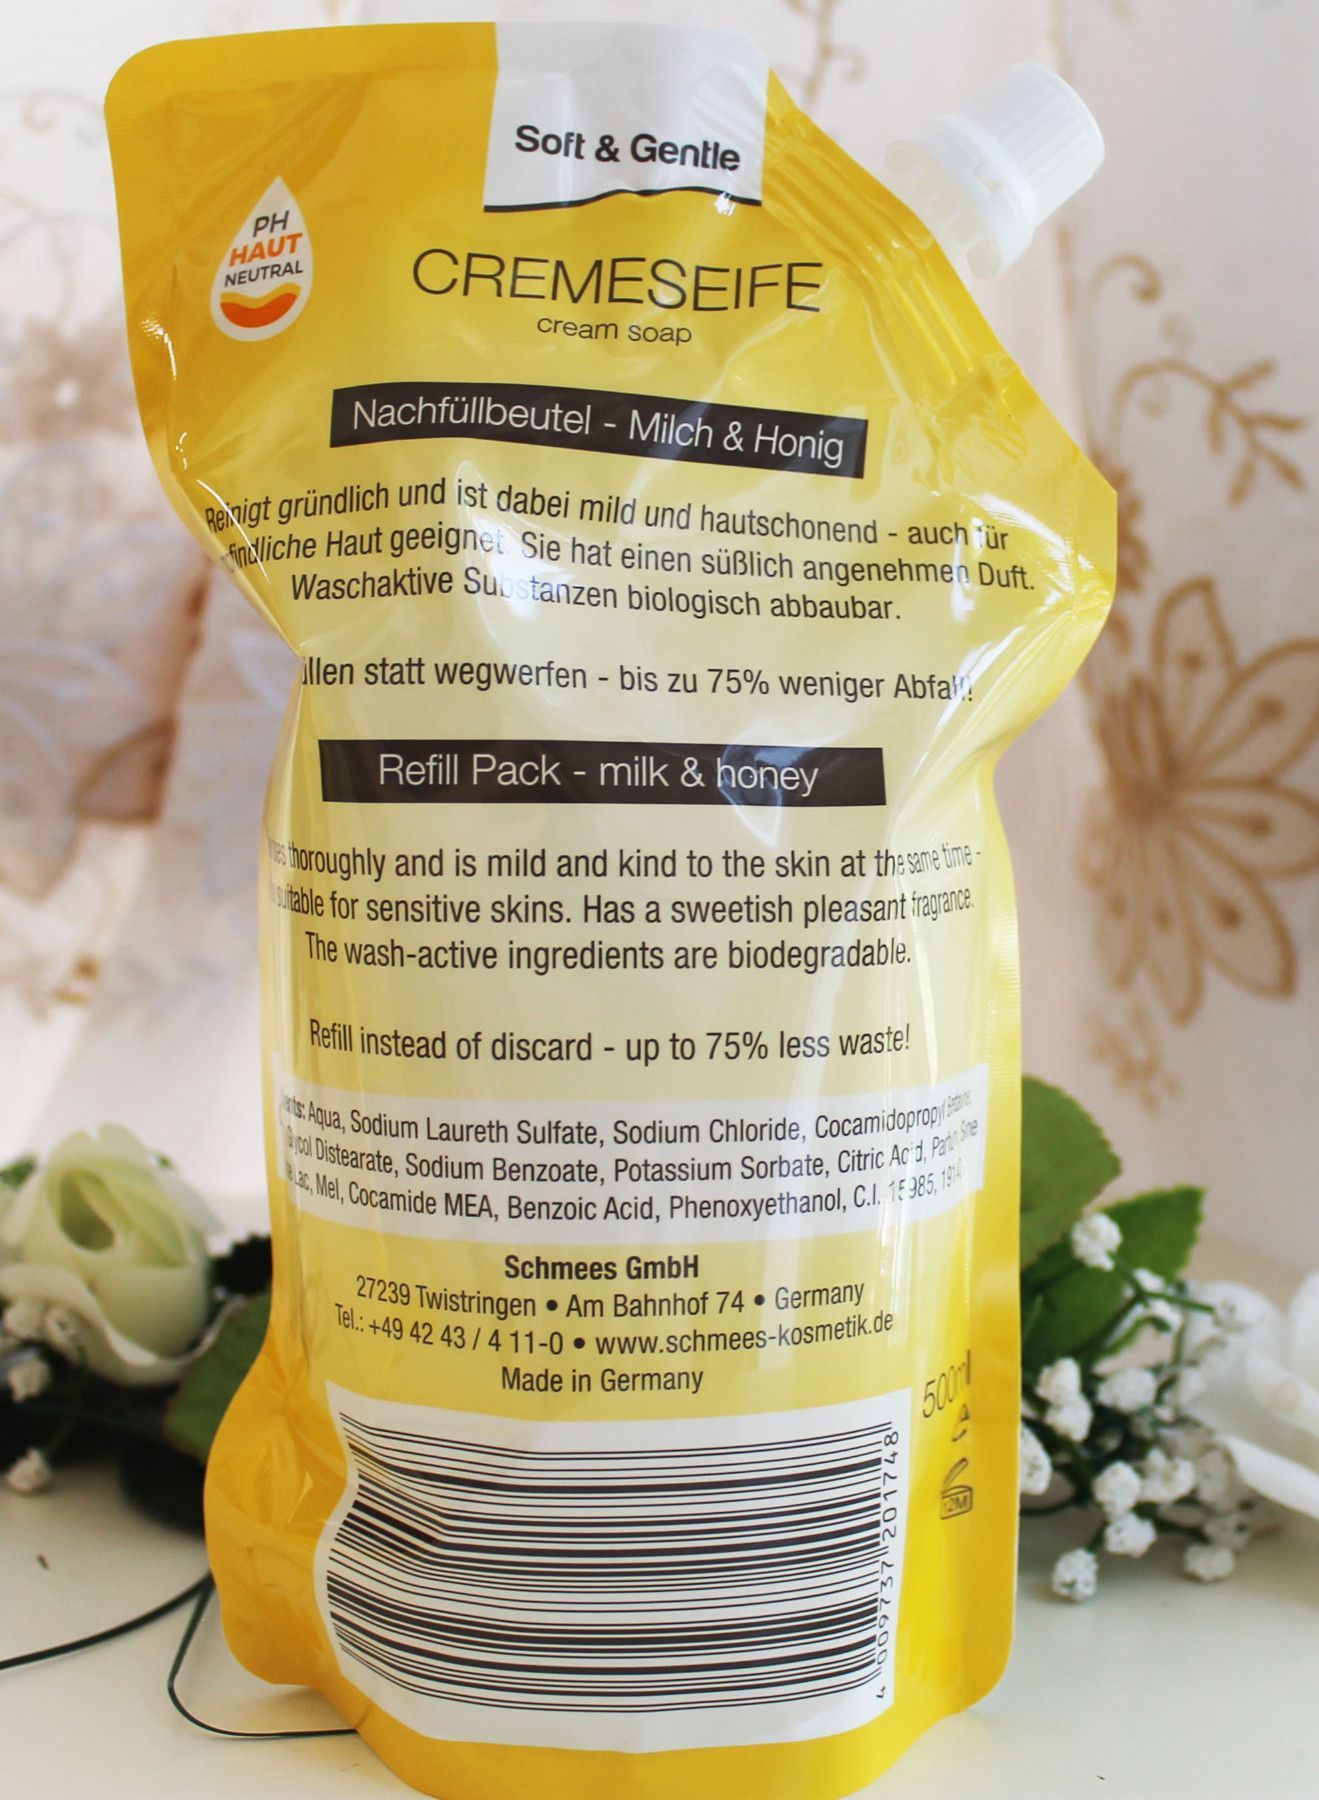 Soft & Gentle
PH
HAUT
NEUTRAL
CREMESEIFE
cream soap
Nachfüllbeutel - Milch & Honig
Reinigt gründlich und ist dabei mild und hautschonend - auch für
Haut geeignet. Sie hat einen süßlich angenehmen Duft.
Waschaktive Substanzen biologisch abbaubar.
statt wegwerfen - bis zu 75% weniger Abfall!
Refill Pack - milk & honey
thoroughly and is mild and kind to the skin at the same time -
suitable for sensitive skins. Has a sweetish pleasant fragrance.
The wash-active ingredients are biodegradable.
Refill instead of discard - up to 75% less waste!
Aqua, Sodium Laureth Sulfate, Sodium Chloride, Cocamidopropyl Betaine,
Glycol Distearate, Sodium Benzoate, Potassium Sorbate, Citric Acid, Parfum, Sine
Lac, Mel, Cocamide MEA, Benzoic Acid, Phenoxyethanol, C.I. 15985,
Schmees GmbH
27239 Twistringen • Am Bahnhof 74 • Germany
Tel.: +49 42 43 / 4 11-0 • www.schmees-kosmetik.de
Made in Germany
500ml
12M
4 009737 201748